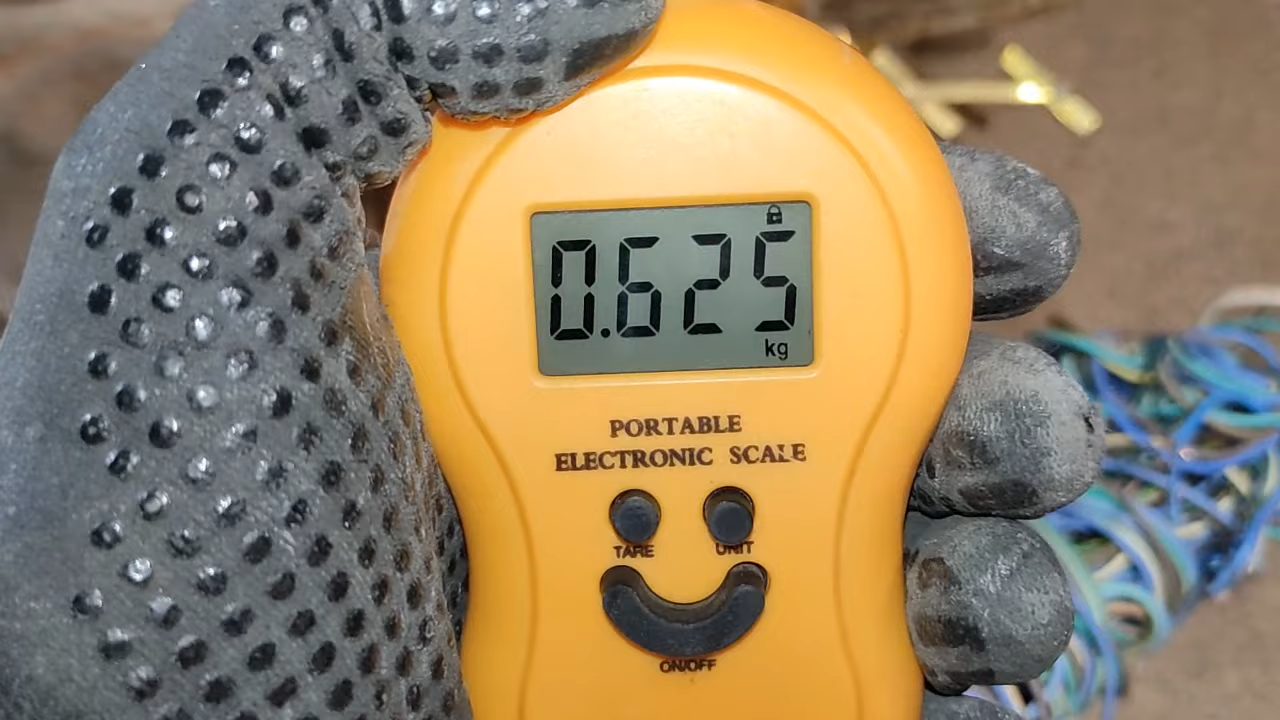 0.625
kg
PORTABLE
ELECTRONIC SCALE
TARE UNIT
ON/OFF